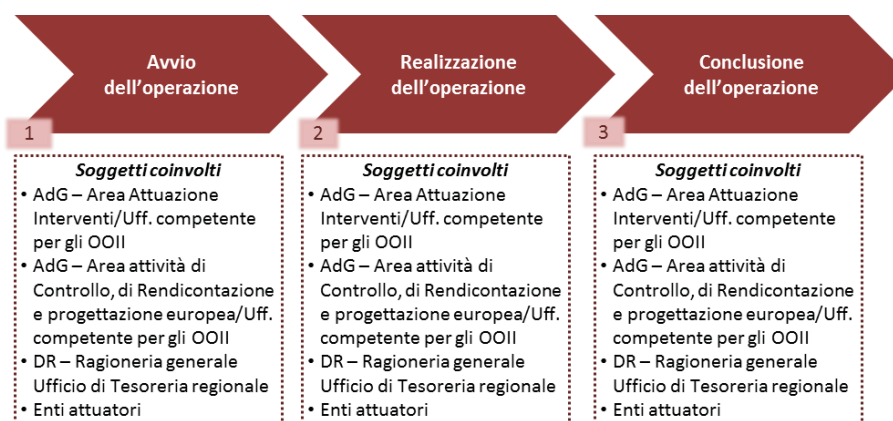 Avvio
dell'operazione
1
Soggetti coinvolti
• AdG – Area Attuazione
Interventi/Uff. competente
per gli OOII
• AdG – Area attività di
Controllo, di Rendicontazione
e progettazione europea/Uff.
competente per gli OOII
• DR – Ragioneria generale
Ufficio di Tesoreria regionale
• Enti attuatori
Realizzazione
dell'operazione
2
Soggetti coinvolti
• AdG – Area Attuazione
Interventi/Uff. competente
per gli OOII
• AdG – Area attività di
Controllo, di Rendicontazione
e progettazione europea/Uff.
competente per gli OOII
• DR – Ragioneria generale
Ufficio di Tesoreria regionale
• Enti attuatori
Conclusione
dell'operazione
3
Soggetti coinvolti
• AdG – Area Attuazione
Interventi/Uff. competente
per gli OOII
• AdG – Area attività di
Controllo, di Rendicontazione
e progettazione europea/Uff.
competente per gli OOII
• DR – Ragioneria generale
Ufficio di Tesoreria regionale
• Enti attuatori